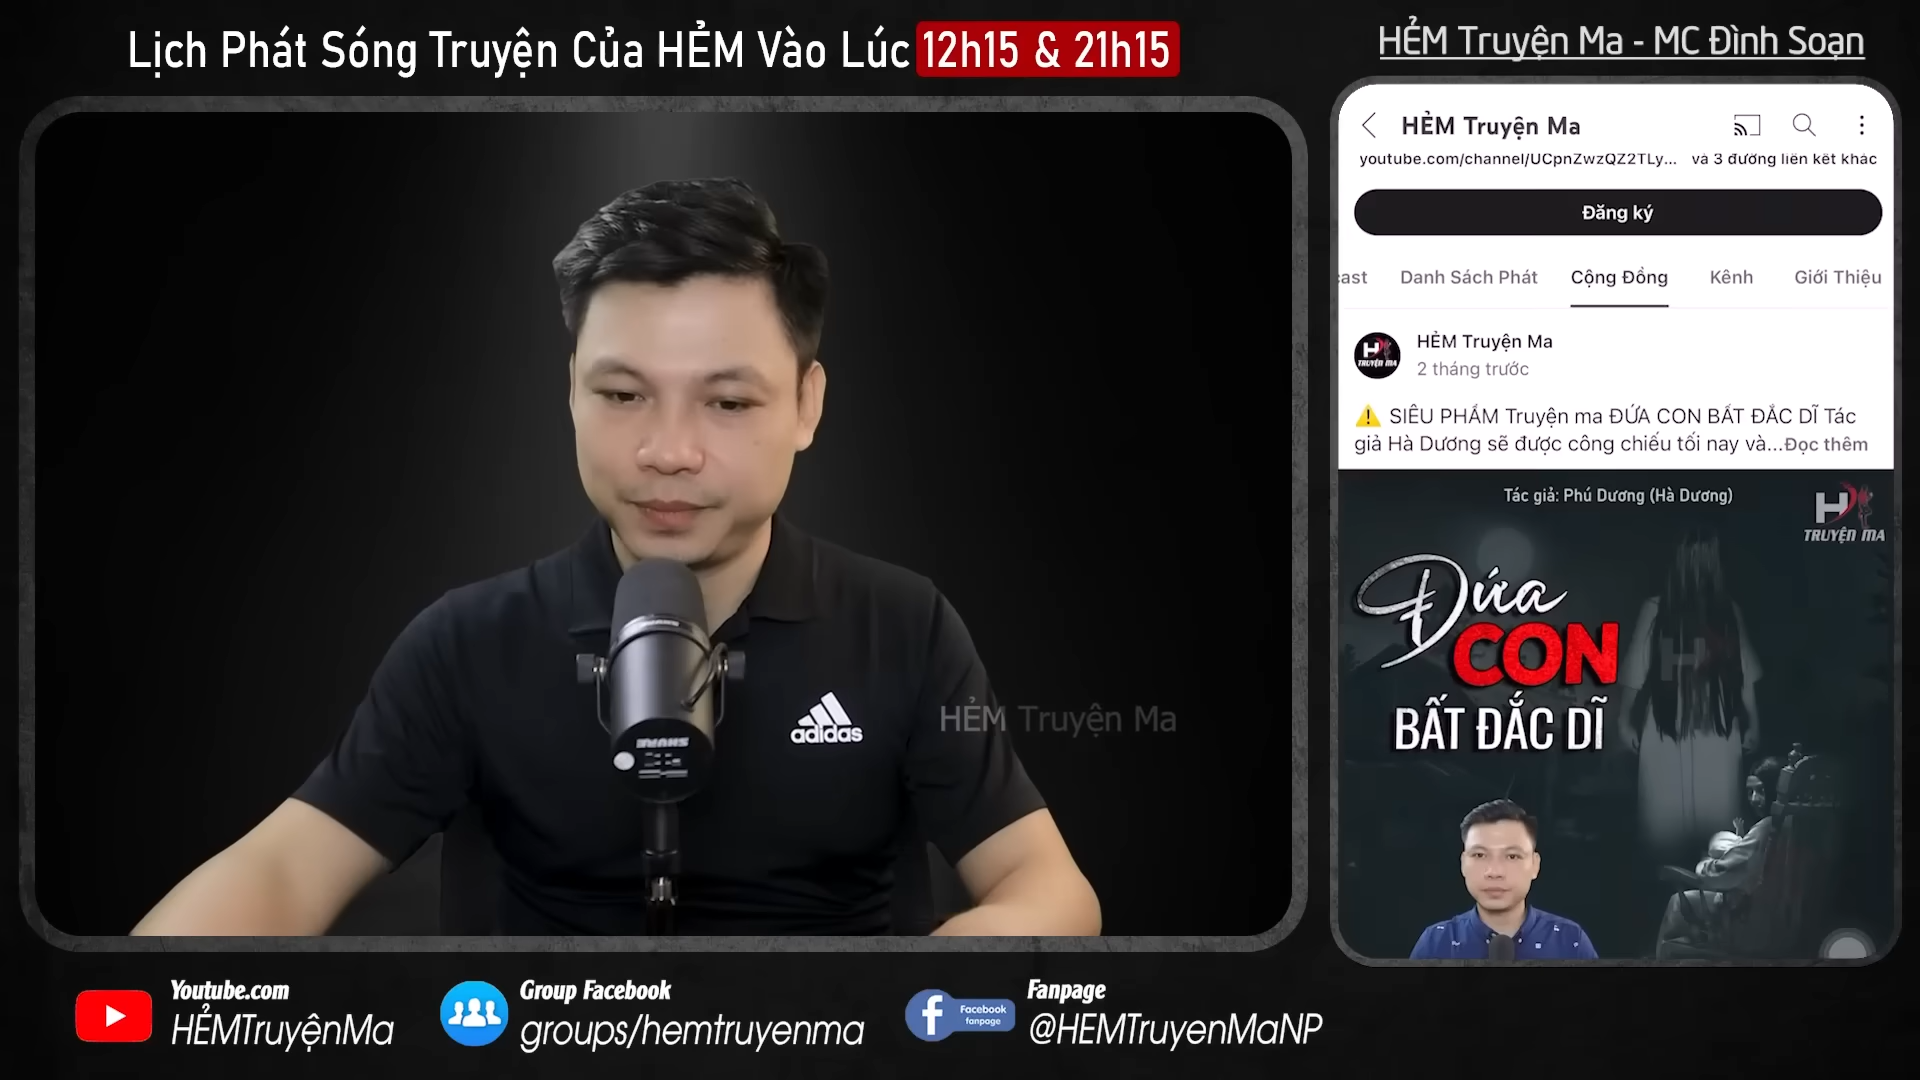 Lịch Phát Sóng Truyện Của HẺM Vào Lúc 12h15 & 21h15
HẺM Truyện Ma - MC Đình Soạn
HẺM Truyện Ma
youtube.com/channel/UCpnZwzQZ2TLy... và 3 đường liên kết khác
Đăng ký
cast Danh Sách Phát Cộng Đồng Kênh Giới Thiệu
HẺM Truyện Ma
2 tháng trước
⚠️ SIÊU PHẨM Truyện ma ĐỨA CON BẤT ĐẮC DĨ Tác
giả Hà Dương sẽ được công chiếu tối nay và...Đọc thêm
Tác giả: Phú Dương (Hà Dương)
TRUYỆN MA
Đứa
CON
BẤT ĐẮC DĨ
SHURE
adidas
HẺM Truyện Ma
Youtube.com
HẺMTruyệnMa
Group Facebook
groups/hemtruyenma
Facebook
fanpage
Fanpage
@HEMTruyenMaNP